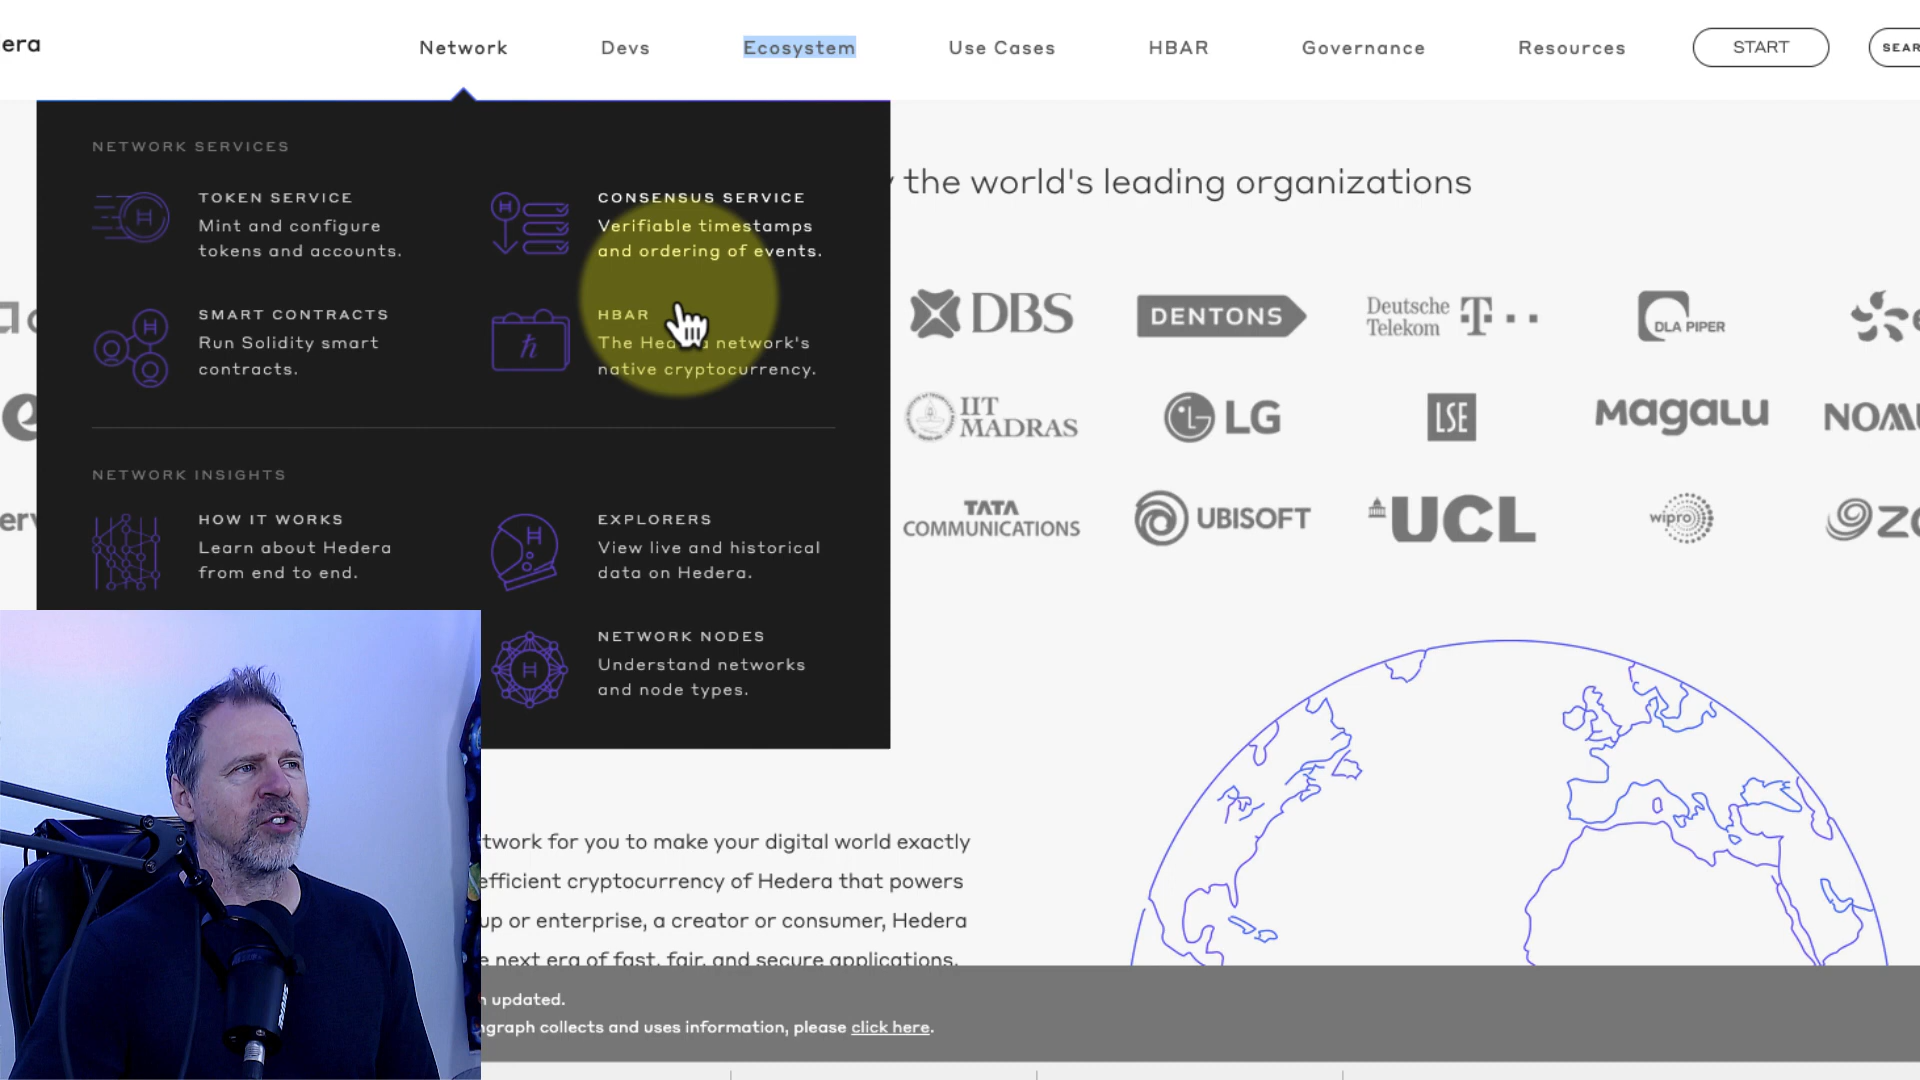 era
Network
Devs
Ecosystem
Use Cases
HBAR
Governance
Resources
START
SEAR
NETWORK SERVICES
TOKEN SERVICE
Mint and configure
tokens and accounts.
CONSENSUS SERVICE
Verifiable timestamps
and ordering of events.
SMART CONTRACTS
Run Solidity smart
contracts.
HBAR
The Hedera network's
native cryptocurrency.
NETWORK INSIGHTS
HOW IT WORKS
Learn about Hedera
from end to end.
EXPLORERS
View live and historical
data on Hedera.
NETWORK NODES
Understand networks
and node types.
the world's leading organizations
DBS
DENTONS
Deutsche
Telekom
T
DLA PIPER
IIT
MADRAS
LG
LSE
MagaLu
TATA
COMMUNICATIONS
UBISOFT
UCL
wipro
twork for you to make your digital world exactly
efficient cryptocurrency of Hedera that powers
up or enterprise, a creator or consumer, Hedera
e next era of fast, fair, and secure applications.
n updated.
ngraph collects and uses information, please click here.